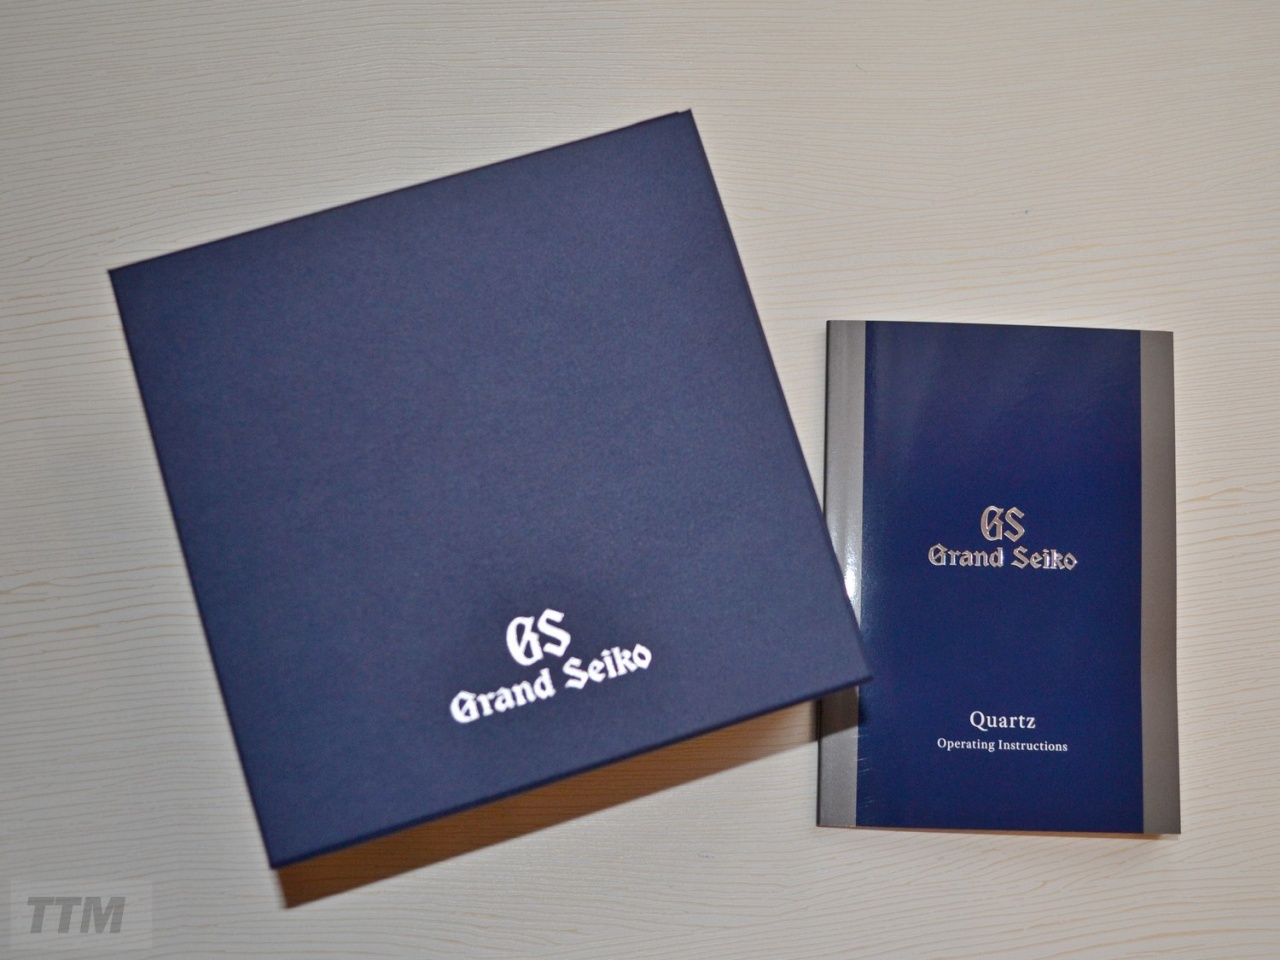 GS
Grand Seiko
GS
Grand Seiko
Quartz
Operating Instructions
TTM